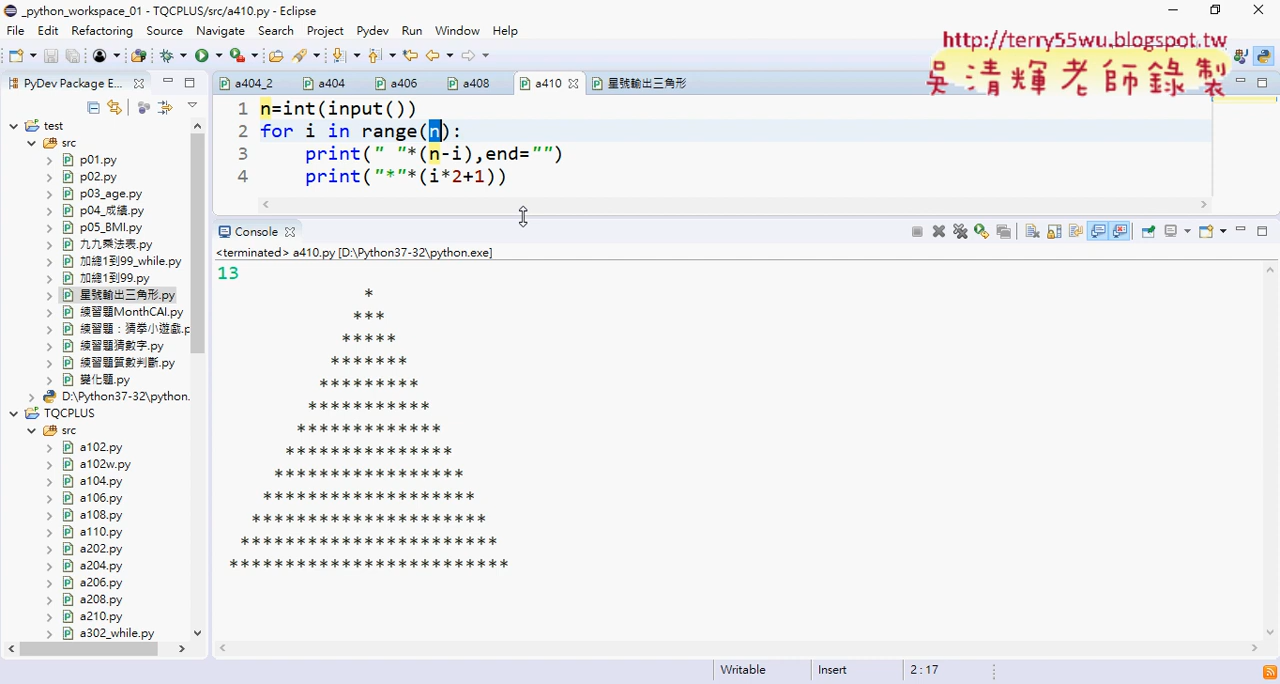 _python_workspace_01 - TQCPLUS/src/a410.py - Eclipse
File Edit Refactoring Source Navigate Search Project Pydev Run Window Help
http://terry55wu.blogspot.tw
吳清輝老師錄製
PyDev Package E...
a404_2
a404
a406
a408
a410
星號輸出三角形
1 n=int(input())
2 for i in range(n):
3 print(" "*(n-i),end="")
4 print("*"*(i*2+1))
test
src
p01.py
p02.py
p03_age.py
p04_成績.py
p05_BMI.py
九九乘法表.py
加總1到99_while.py
加總1到99.py
星號輸出三角形.py
練習題MonthCAl.py
練習題：猜拳小遊戲.p
練習題猜數字.py
練習題質數判斷.py
變化題.py
D:\Python37-32\python.
TQCPLUS
src
a102.py
a102w.py
a104.py
a106.py
a108.py
a110.py
a202.py
a204.py
a206.py
a208.py
a210.py
a302_while.py
Console
<terminated> a410.py [D:\Python37-32\python.exe]
13
*
***
*****
*******
*********
***********
*************
***************
*****************
*******************
*********************
***********************
*************************
Writable Insert 2 : 17